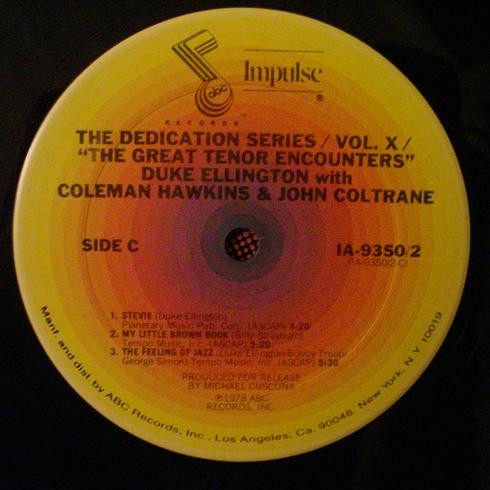 abc
Impulse
®
RECORDS
THE DEDICATION SERIES / VOL. X /
"THE GREAT TENOR ENCOUNTERS"
DUKE ELLINGTON with
COLEMAN HAWKINS & JOHN COLTRANE
SIDE C
IA-9350/2
(IA-9350/2-C)
1. STEVIE (Duke Ellington)
Planetary Music Pub. Corp. (ASCAP) 4:20
2. MY LITTLE BROWN BOOK (Billy Strayhorn)
Tempo Music, Inc. (ASCAP) 5:20
3. THE FEELING OF JAZZ (Duke Ellington/Bobby Troup/
George Simon) Tempo Music, Inc. (ASCAP) 5:30
PRODUCED FOR RELEASE
BY MICHAEL CUSCUNA
℗ 1978 ABC
RECORDS, INC.
Manf. and dist by ABC Records, Inc., Los Angeles, Ca. 90048 New York, N.Y. 10019